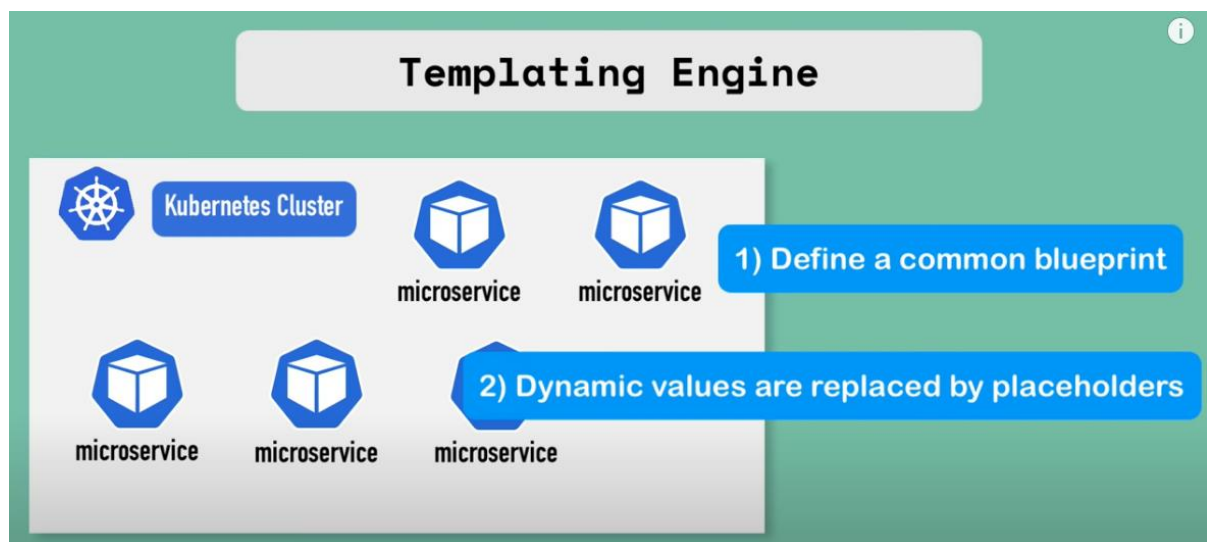 Templating Engine
Kubernetes Cluster
microservice
microservice
1) Define a common blueprint
2) Dynamic values are replaced by placeholders
microservice
microservice
microservice
i